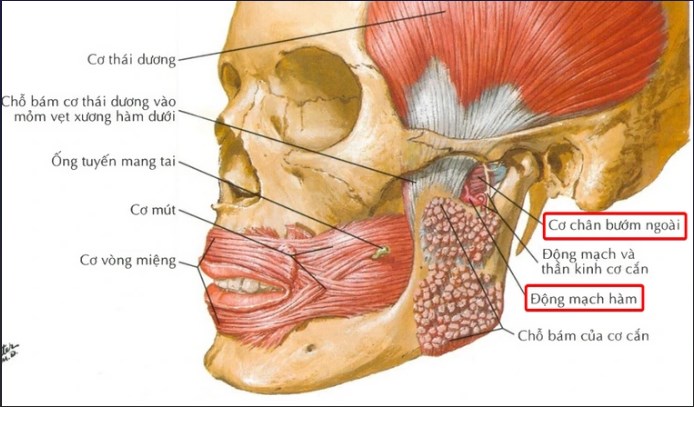 Cơ thái dương
Chỗ bám cơ thái dương vào
mỏm vẹt xương hàm dưới
Ống tuyến mang tai
Cơ mút
Cơ vòng miệng
Cơ chân bướm ngoài
Động mạch và
thần kinh cơ cắn
Động mạch hàm
Chỗ bám của cơ cắn